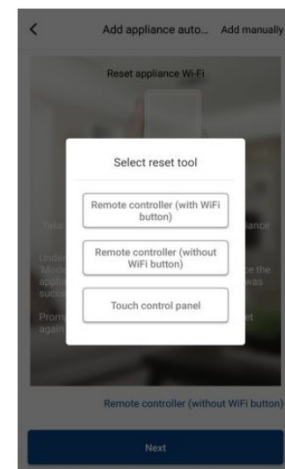 Add appliance auto... Add manually
Reset appliance Wi-Fi
Select reset tool
Remote controller (with WiFi
button)
Remote controller (without
WiFi button)
Touch control panel
Remote controller (without WiFi button)
Next